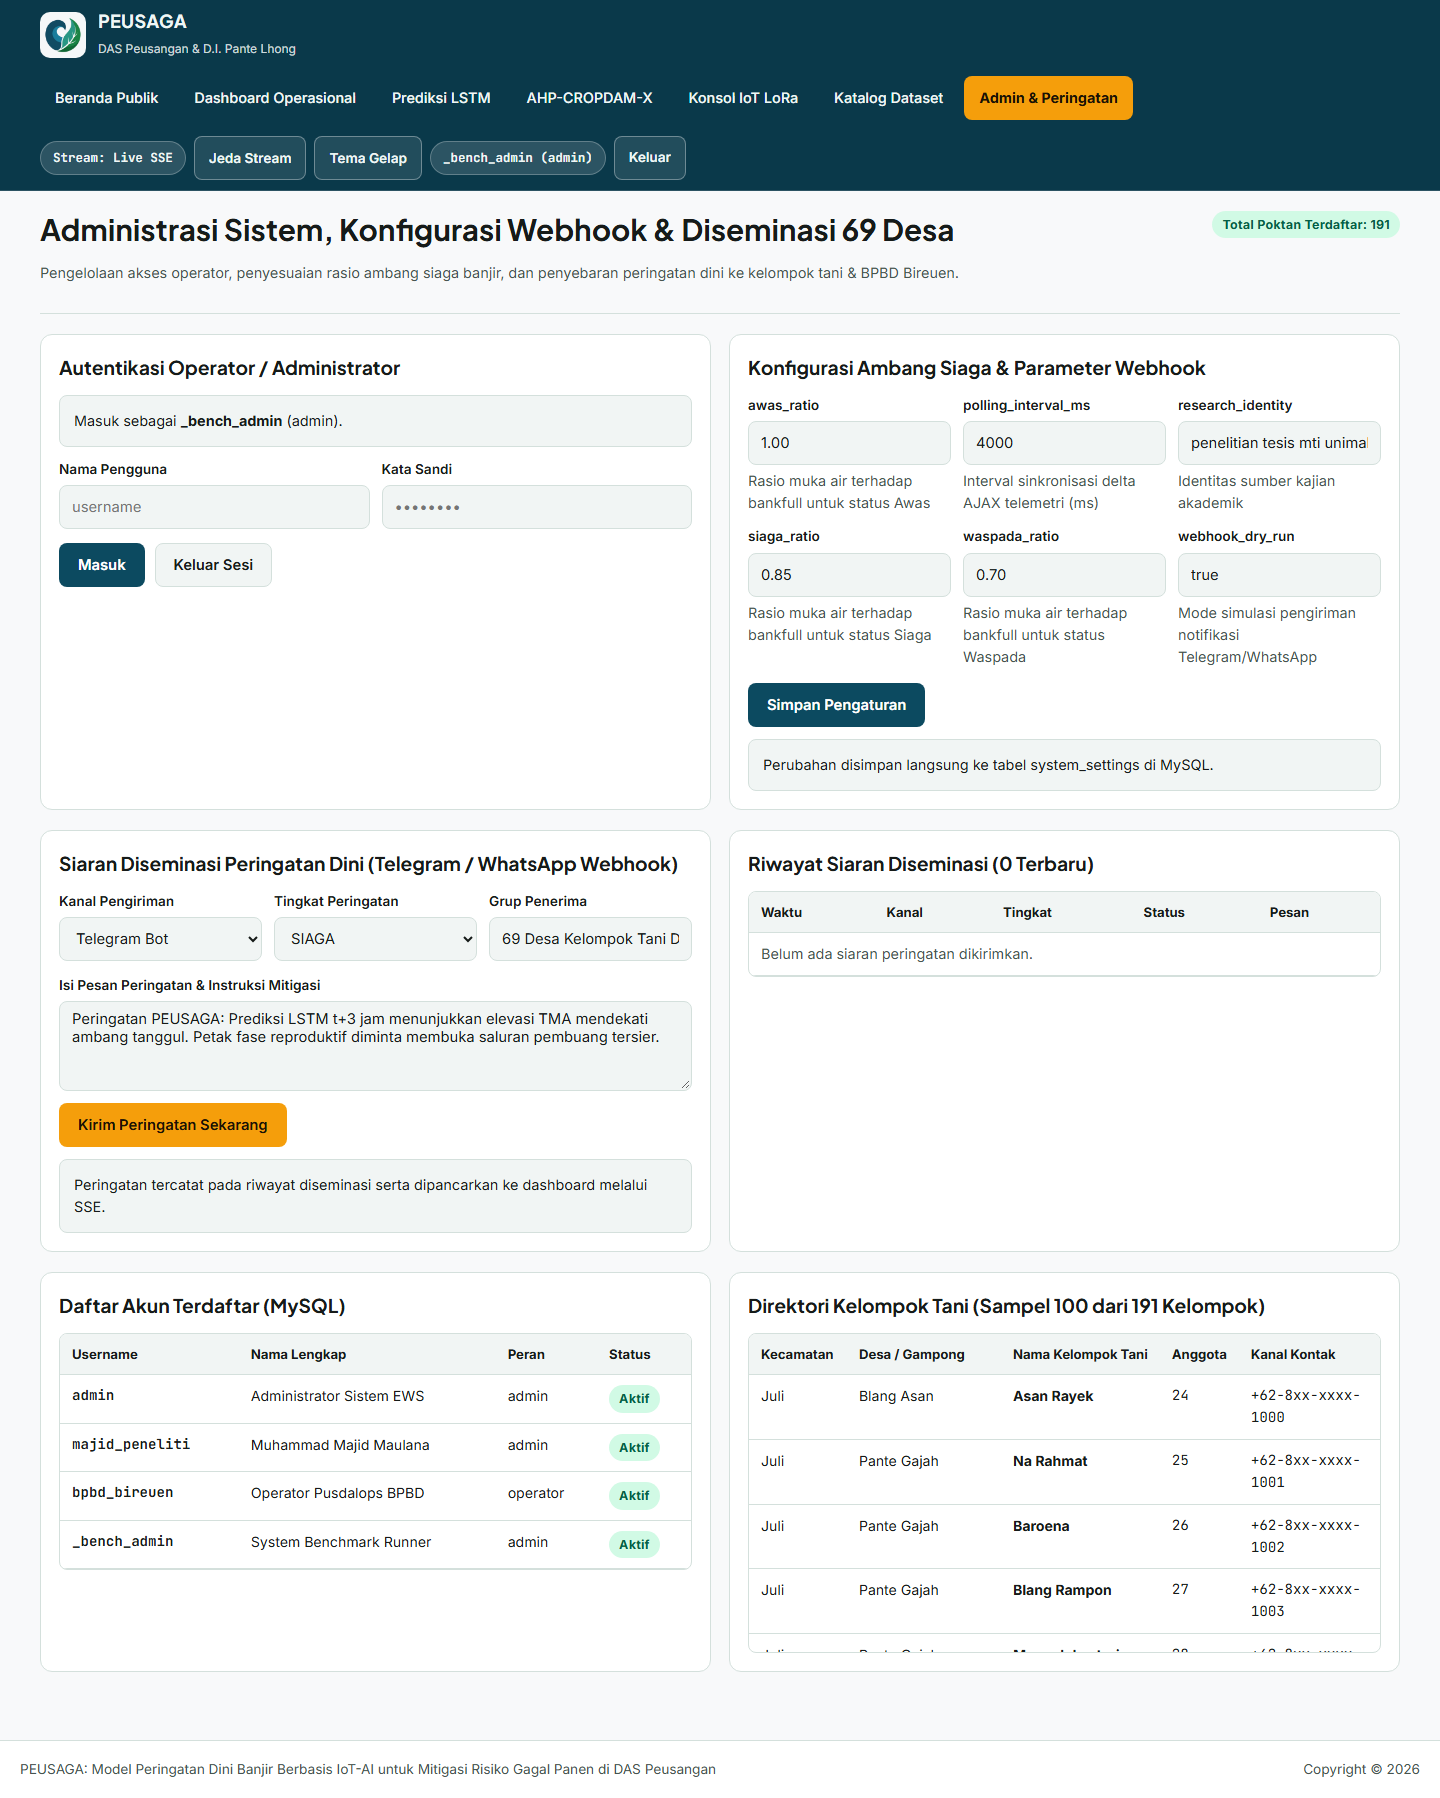 PEUSAGA
DAS Peusangan & D.I. Pante Lhong
Beranda Publik
Dashboard Operasional
Prediksi LSTM
AHP-CROPDAM-X
Konsol IoT LoRa
Katalog Dataset
Admin & Peringatan
Stream: Live SSE
Jeda Stream
Tema Gelap
_bench_admin (admin)
Keluar
Administrasi Sistem, Konfigurasi Webhook & Diseminasi 69 Desa
Total Poktan Terdaftar: 191
Pengelolaan akses operator, penyesuaian rasio ambang siaga banjir, dan penyebaran peringatan dini ke kelompok tani & BPBD Bireuen.
Autentikasi Operator / Administrator
Masuk sebagai _bench_admin (admin).
Nama Pengguna
Kata Sandi
username
••••••••
Masuk
Keluar Sesi
Konfigurasi Ambang Siaga & Parameter Webhook
awas_ratio
polling_interval_ms
research_identity
1.00
4000
penelitian tesis mti unimal
Rasio muka air terhadap bankfull untuk status Awas
Interval sinkronisasi delta AJAX telemetri (ms)
Identitas sumber kajian akademik
siaga_ratio
waspada_ratio
webhook_dry_run
0.85
0.70
true
Rasio muka air terhadap bankfull untuk status Siaga
Rasio muka air terhadap bankfull untuk status Waspada
Mode simulasi pengiriman notifikasi Telegram/WhatsApp
Simpan Pengaturan
Perubahan disimpan langsung ke tabel system_settings di MySQL.
Siaran Diseminasi Peringatan Dini (Telegram / WhatsApp Webhook)
Kanal Pengiriman
Tingkat Peringatan
Grup Penerima
Telegram Bot
SIAGA
69 Desa Kelompok Tani D
Isi Pesan Peringatan & Instruksi Mitigasi
Peringatan PEUSAGA: Prediksi LSTM t+3 jam menunjukkan elevasi TMA mendekati
ambang tanggul. Petak fase reproduktif diminta membuka saluran pembuang tersier.
Kirim Peringatan Sekarang
Peringatan tercatat pada riwayat diseminasi serta dipancarkan ke dashboard melalui
SSE.
Riwayat Siaran Diseminasi (0 Terbaru)
Waktu Kanal Tingkat Status Pesan
Belum ada siaran peringatan dikirimkan.
Daftar Akun Terdaftar (MySQL)
Username Nama Lengkap Peran Status
admin Administrator Sistem EWS admin Aktif
majid_peneliti Muhammad Majid Maulana admin Aktif
bpbd_bireuen Operator Pusdalops BPBD operator Aktif
_bench_admin System Benchmark Runner admin Aktif
Direktori Kelompok Tani (Sampel 100 dari 191 Kelompok)
Kecamatan Desa / Gampong Nama Kelompok Tani Anggota Kanal Kontak
Juli Blang Asan Asan Rayek 24 +62-8xx-xxxx-1000
Juli Pante Gajah Na Rahmat 25 +62-8xx-xxxx-1001
Juli Pante Gajah Baroena 26 +62-8xx-xxxx-1002
Juli Pante Gajah Blang Rampon 27 +62-8xx-xxxx-1003
PEUSAGA: Model Peringatan Dini Banjir Berbasis IoT-AI untuk Mitigasi Risiko Gagal Panen di DAS Peusangan
Copyright © 2026